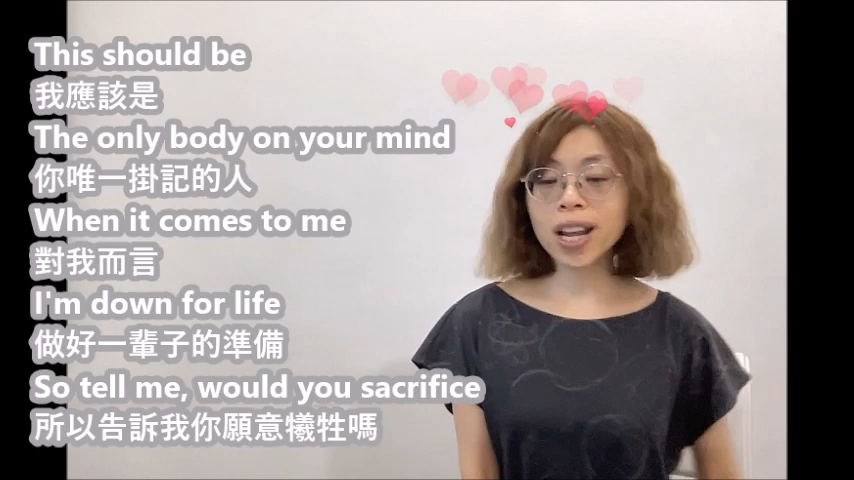 This should be
我應該是
The only body on your mind
你唯一掛記的人
When it comes to me
對我而言
I'm down for life
做好一輩子的準備
So tell me, would you sacrifice
所以告訴我你願意犧牲嗎